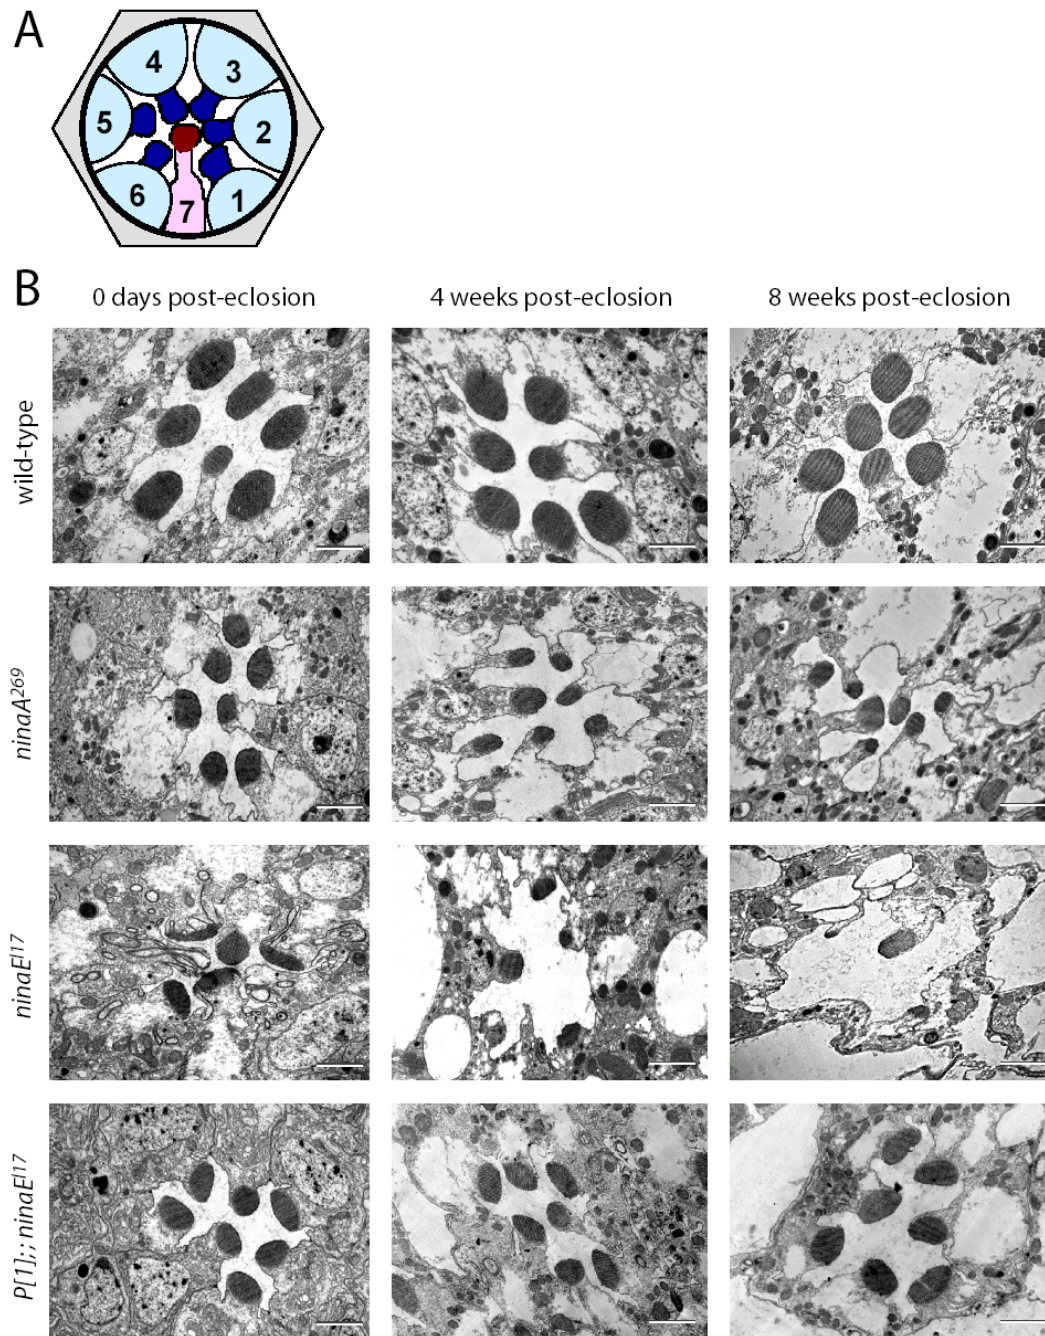 A
4
3
5
2
6
7
1
B
0 days post-eclosion 4 weeks post-eclosion 8 weeks post-eclosion
wild-type
ninaA269
ninaEI17
P[1];; ninaEI17